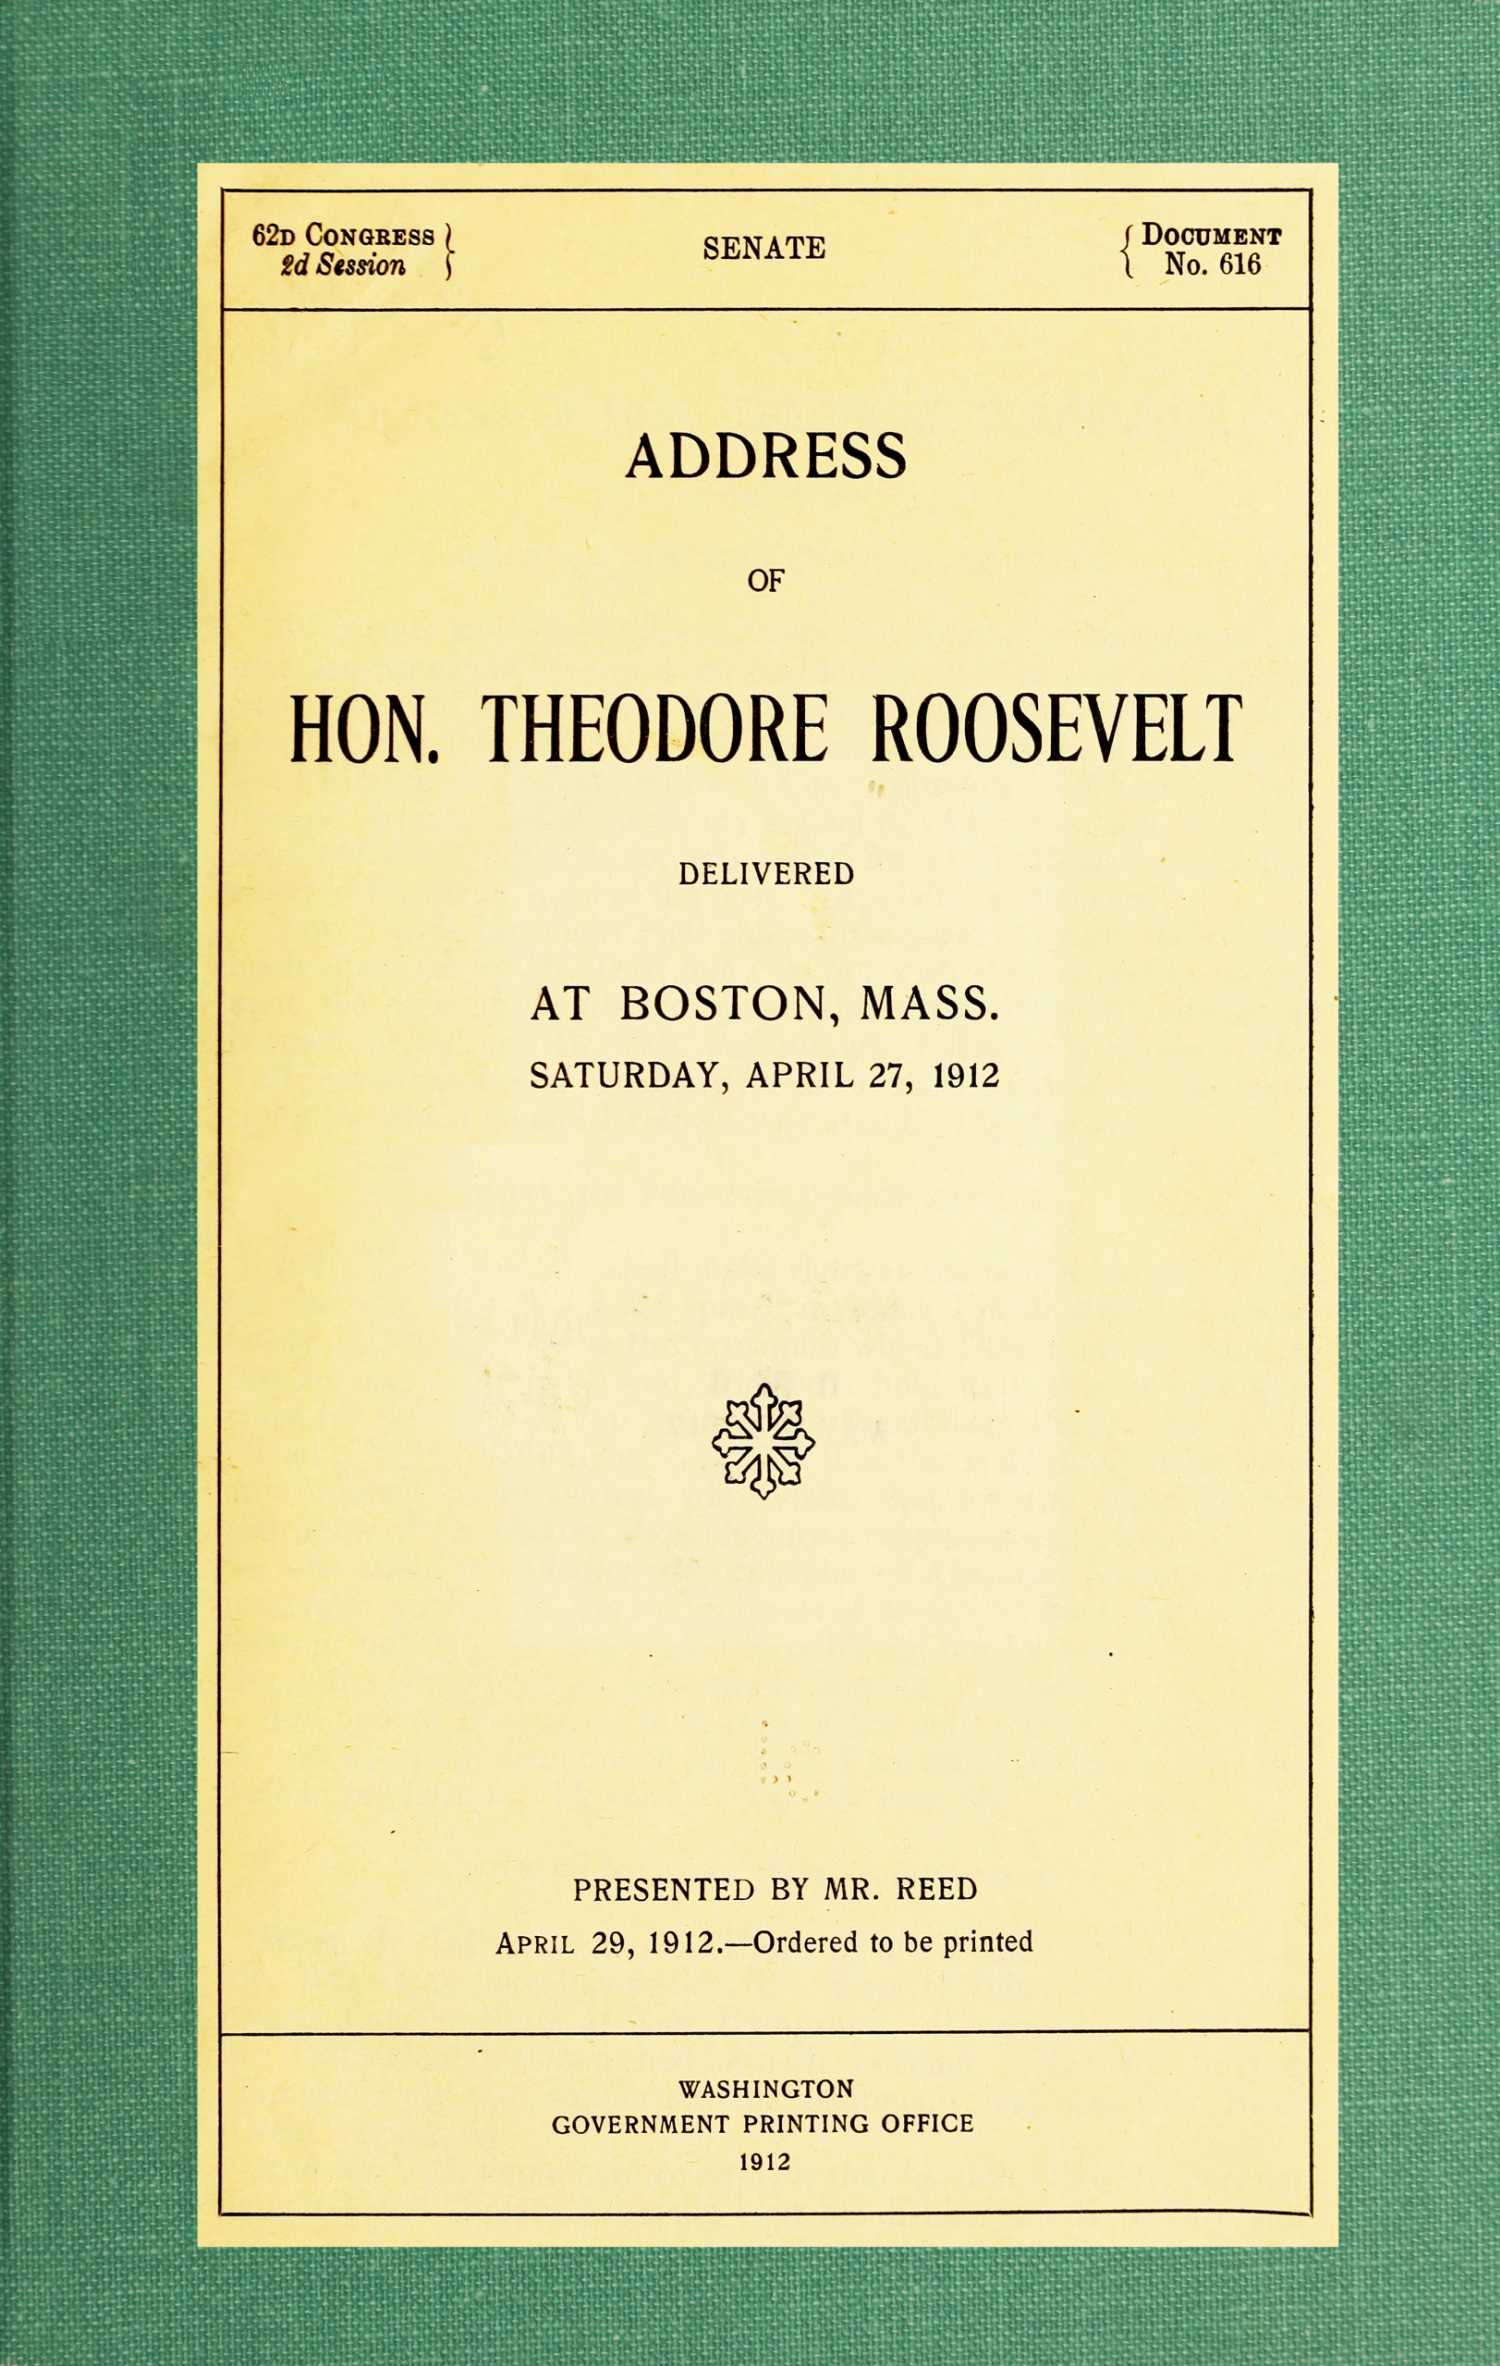 62D CONGRESS
2d Session
SENATE
DOCUMENT
No. 616
ADDRESS
OF
HON. THEODORE ROOSEVELT
DELIVERED
AT BOSTON, MASS.
SATURDAY, APRIL 27, 1912
PRESENTED BY MR. REED
APRIL 29, 1912.—Ordered to be printed
WASHINGTON
GOVERNMENT PRINTING OFFICE
1912